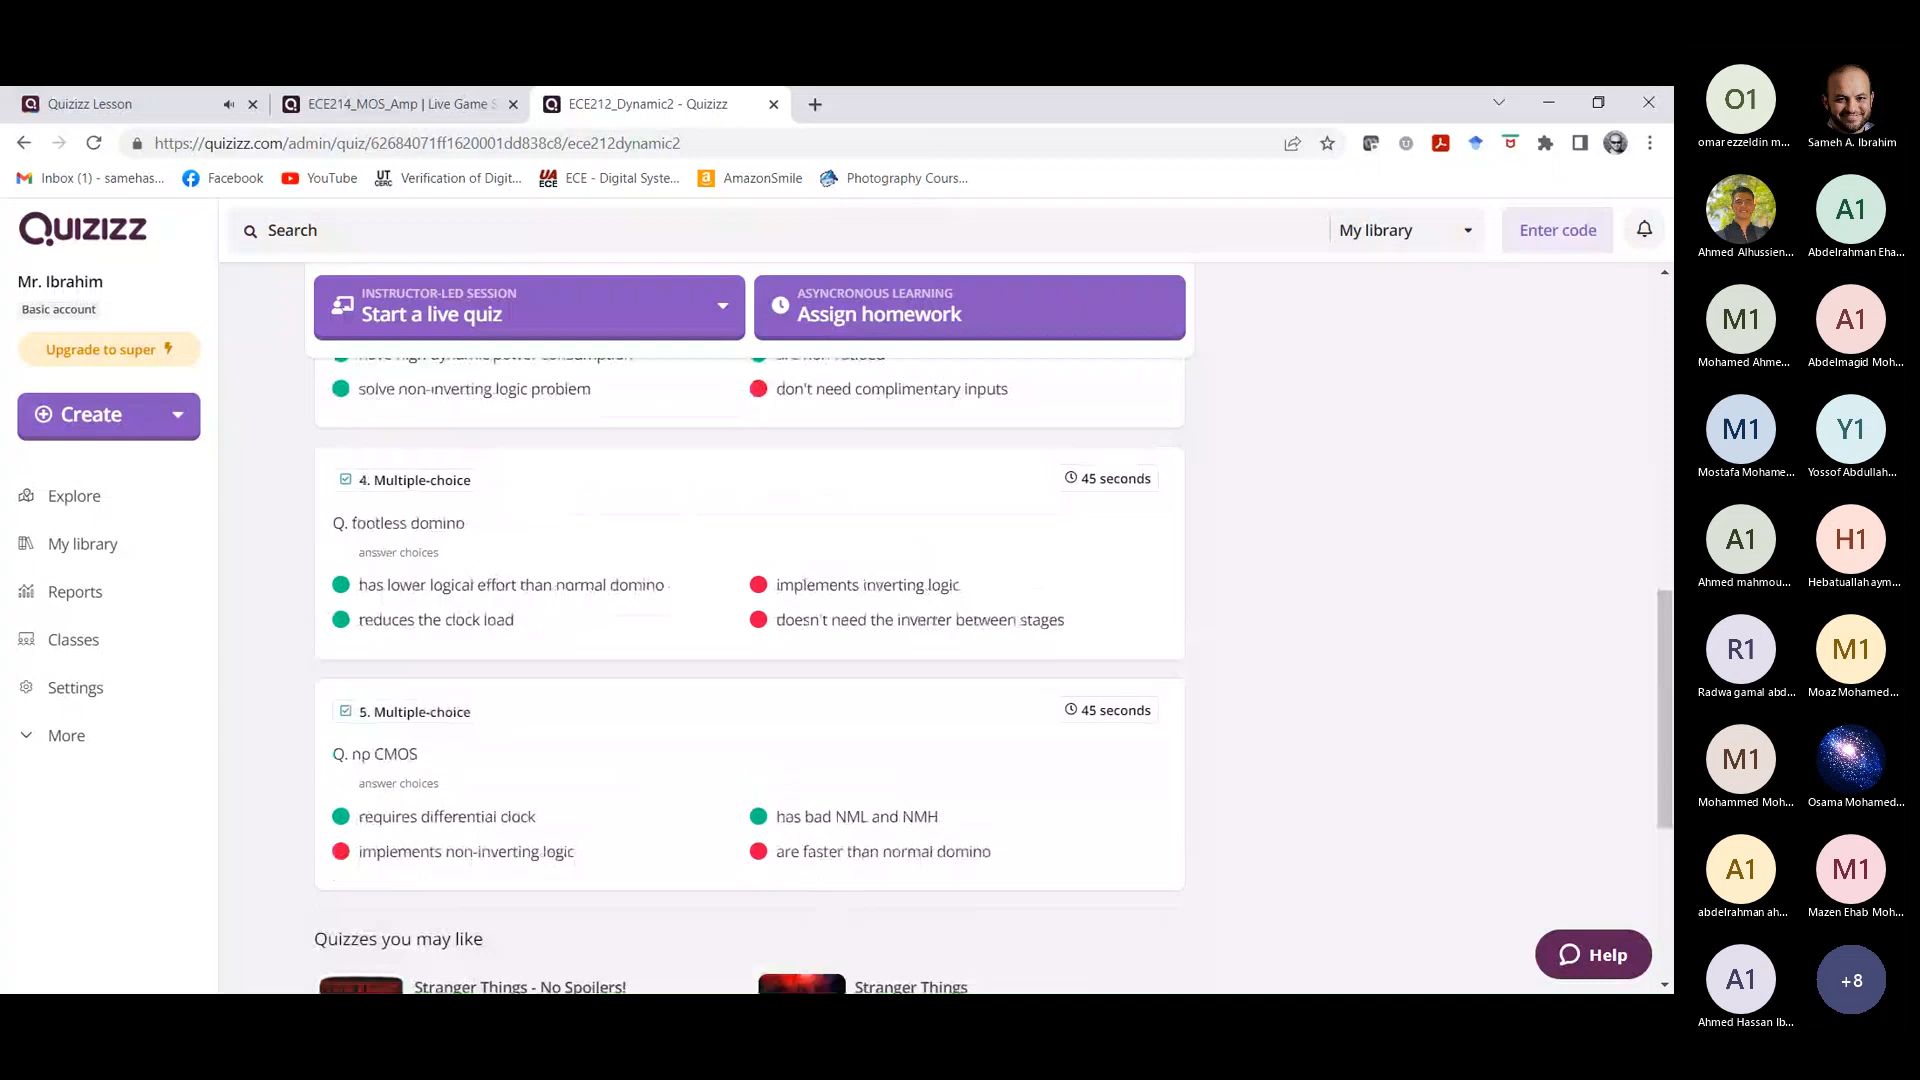 Quizizz Lesson
ECE214_MOS_Amp | Live Game S
ECE212_Dynamic2 - Quizizz
https://quizizz.com/admin/quiz/62684071ff1620001dd838c8/ece212dynamic2
Inbox (1) - samehas...
Facebook
YouTube
UT CERC
Verification of Digit...
UA ECE
ECE - Digital Syste...
AmazonSmile
Photography Cours...
QUIZIZZ
Search
My library
Enter code
Mr. Ibrahim
Basic account
Upgrade to super
Create
Explore
My library
Reports
Classes
Settings
More
INSTRUCTOR-LED SESSION
Start a live quiz
ASYNCRONOUS LEARNING
Assign homework
have high dynamic power consumption
solve non-inverting logic problem
don't need complimentary inputs
4. Multiple-choice
45 seconds
Q. footless domino
answer choices
has lower logical effort than normal domino
implements inverting logic
reduces the clock load
doesn't need the inverter between stages
5. Multiple-choice
45 seconds
Q. np CMOS
answer choices
requires differential clock
has bad NML and NMH
implements non-inverting logic
are faster than normal domino
Quizzes you may like
Stranger Things - No Spoilers!
Stranger Things
Help
O1
omar ezzeldin m...
Sameh A. Ibrahim
Ahmed Alhussien...
A1
Abdelrahman Eha...
M1
Mohamed Ahme...
A1
Abdelmagid Moh...
M1
Mostafa Mohame...
Y1
Yossof Abdullah...
A1
Ahmed mahmou...
H1
Hebatuallah aym...
R1
Radwa gamal abd...
M1
Moaz Mohamed...
M1
Mohammed Moh...
Osama Mohamed...
A1
abdelrahman ah...
M1
Mazen Ehab Moh...
A1
Ahmed Hassan Ib...
+8